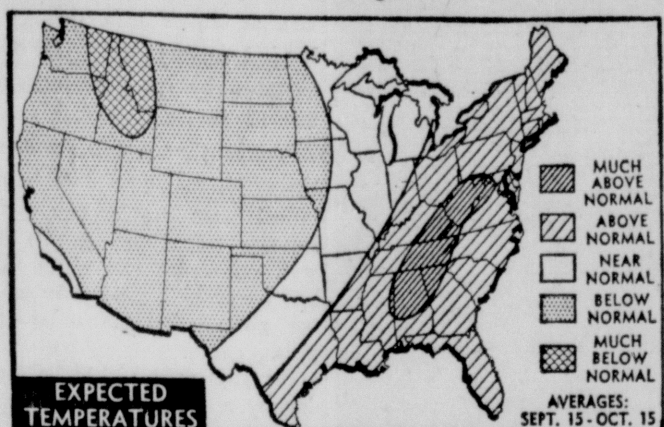 MUCH
ABOVE
NORMAL
ABOVE
NORMAL
NEAR
NORMAL
BELOW
NORMAL
MUCH
BELOW
NORMAL
EXPECTED
TEMPERATURES
AVERAGES:
SEPT. 15 - OCT. 15